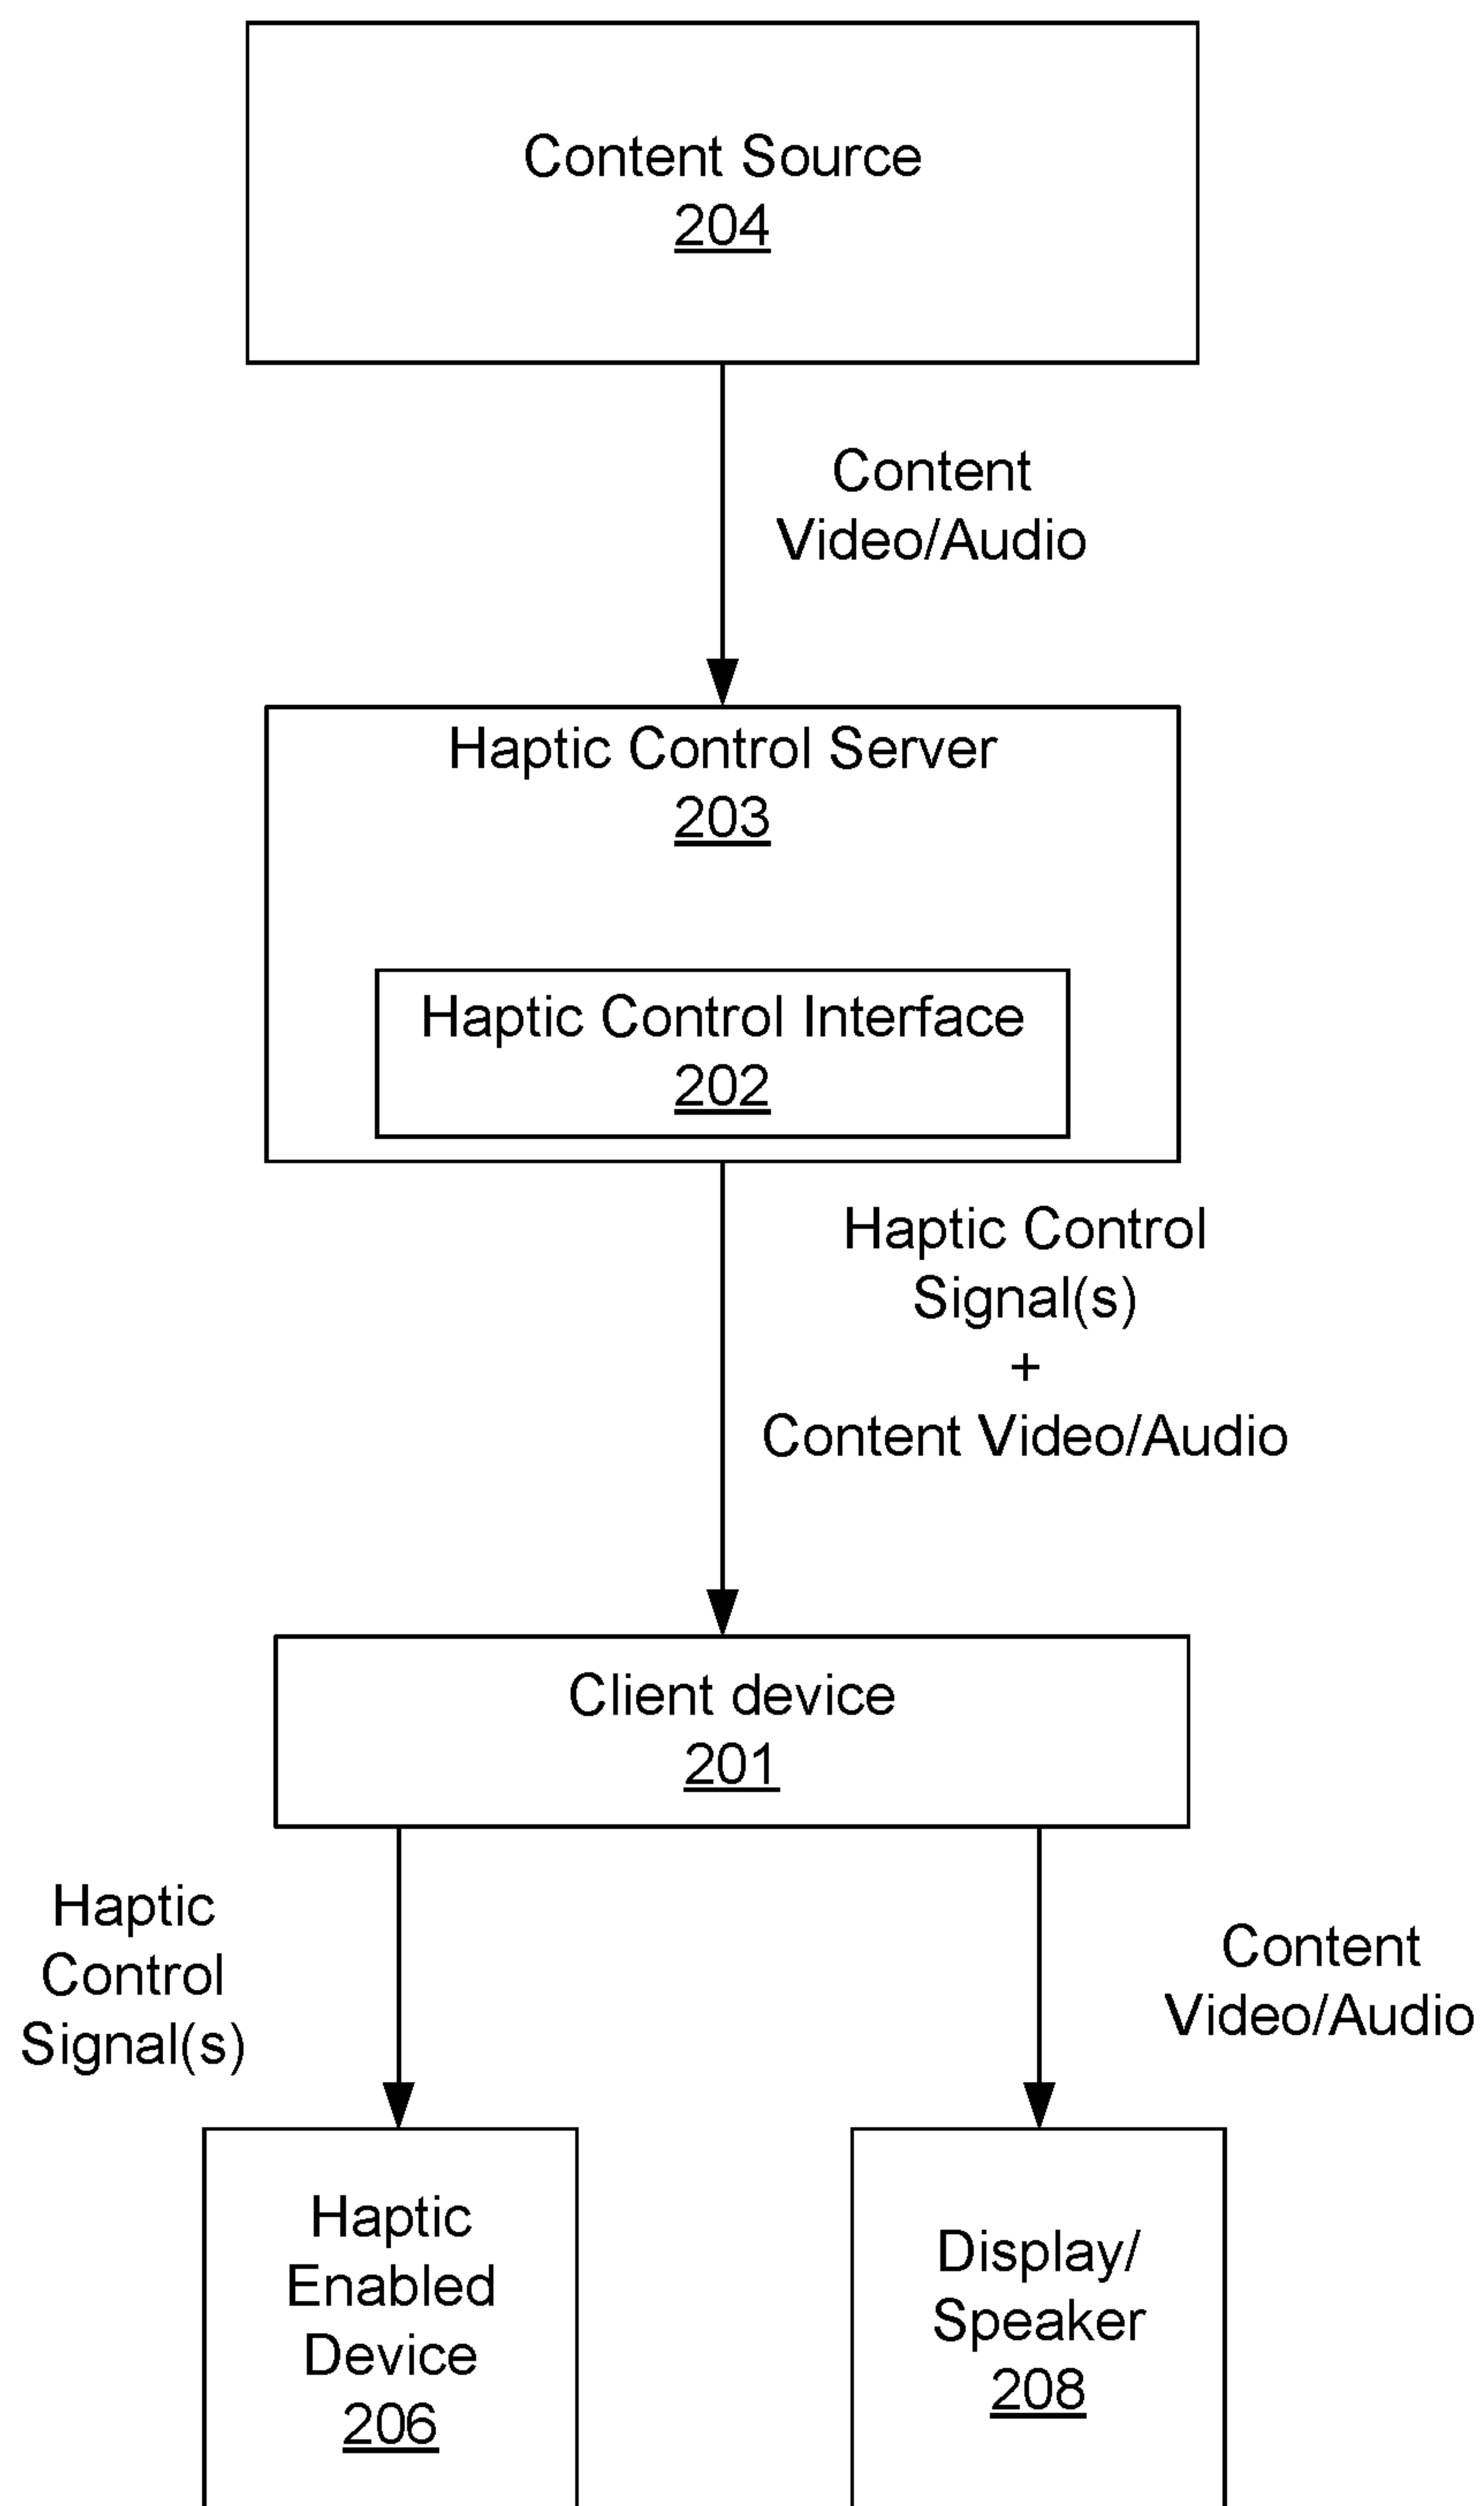 Content Source
204
Content
Video/Audio
Haptic Control Server
203
Haptic Control Interface
202
Haptic Control
Signal(s)
+
Content Video/Audio
Client device
201
Haptic
Control
Signal(s)
Content
Video/Audio
Haptic
Enabled
Device
206
Display/
Speaker
208